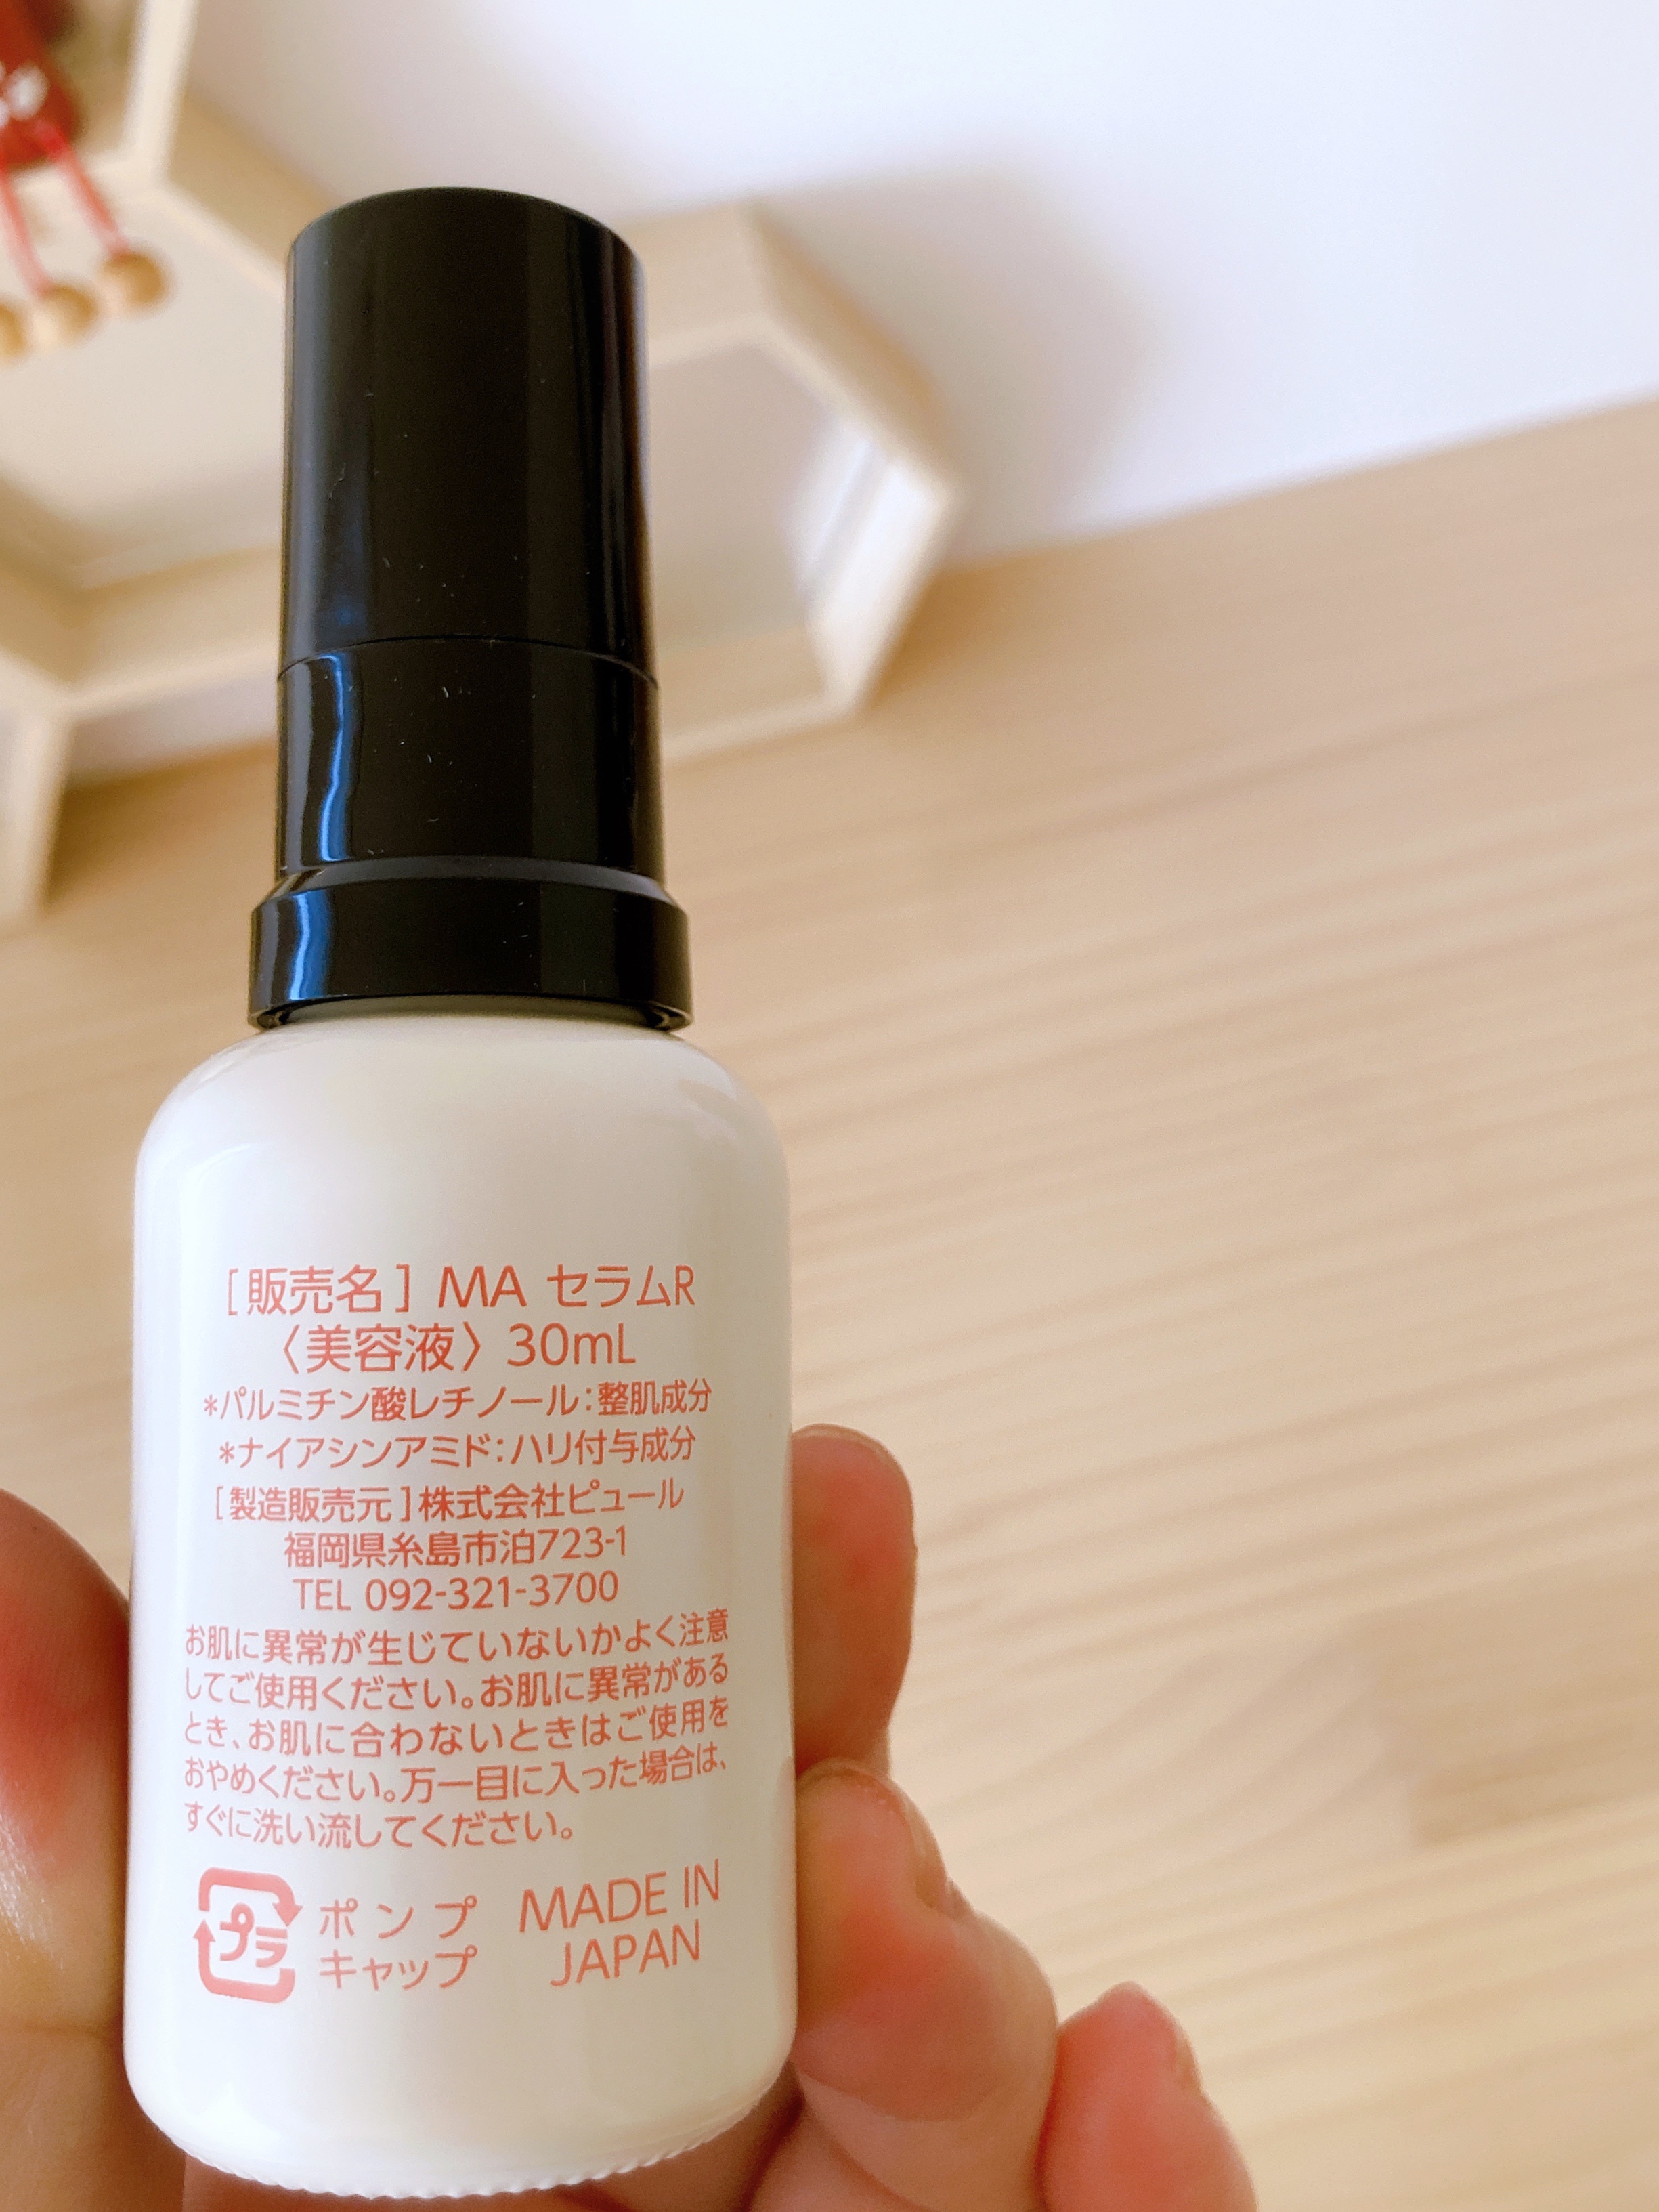 [販売名] MA セラムR
〈美容液〉30mL
*パルミチン酸レチノール:整肌成分
*ナイアシンアミド:ハリ付与成分
[製造販売元]株式会社ピュール
福岡県糸島市泊723-1
TEL 092-321-3700
お肌に異常が生じていないかよく注意
してご使用ください。お肌に異常がある
とき、お肌に合わないときはご使用を
おやめください。万一目に入った場合は、
すぐに洗い流してください。
プラ
ポンプ
キャップ
MADE IN
JAPAN